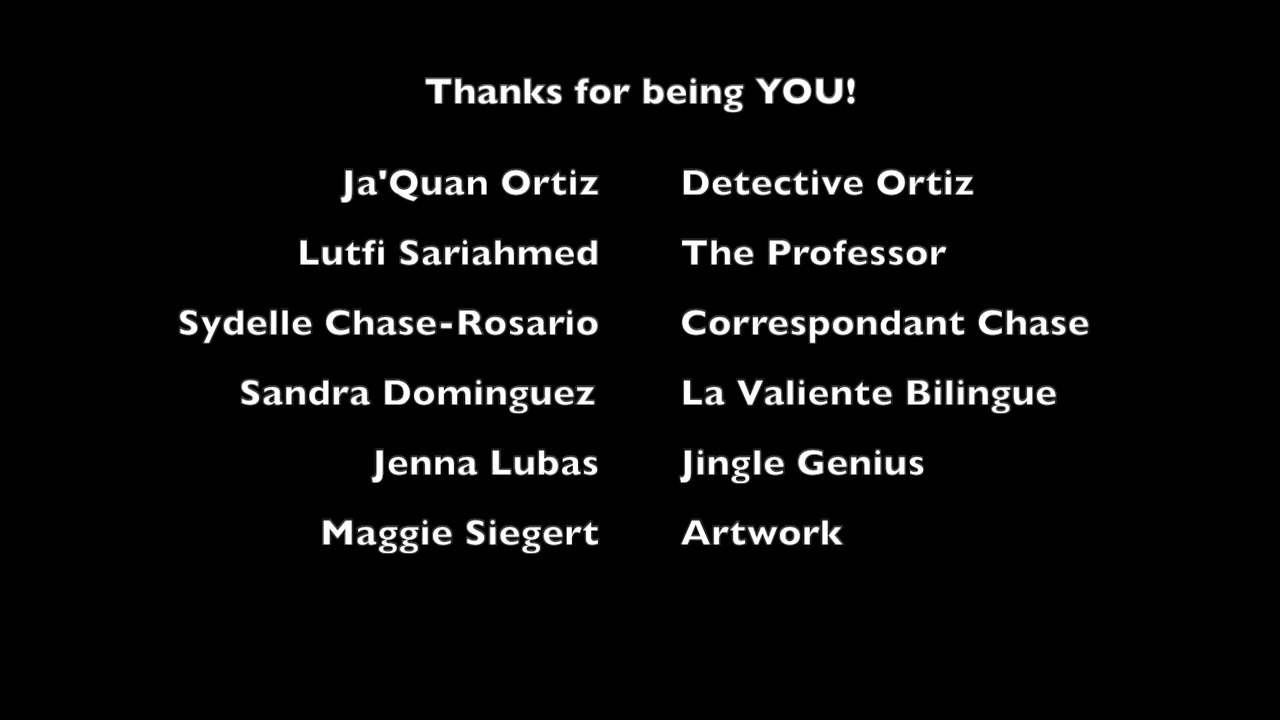 Thanks for being YOU!
Ja'Quan Ortiz Detective Ortiz
Lutfi Sariahmed The Professor
Sydelle Chase-Rosario Correspondant Chase
Sandra Dominguez La Valiente Bilingue
Jenna Lubas Jingle Genius
Maggie Siegert Artwork